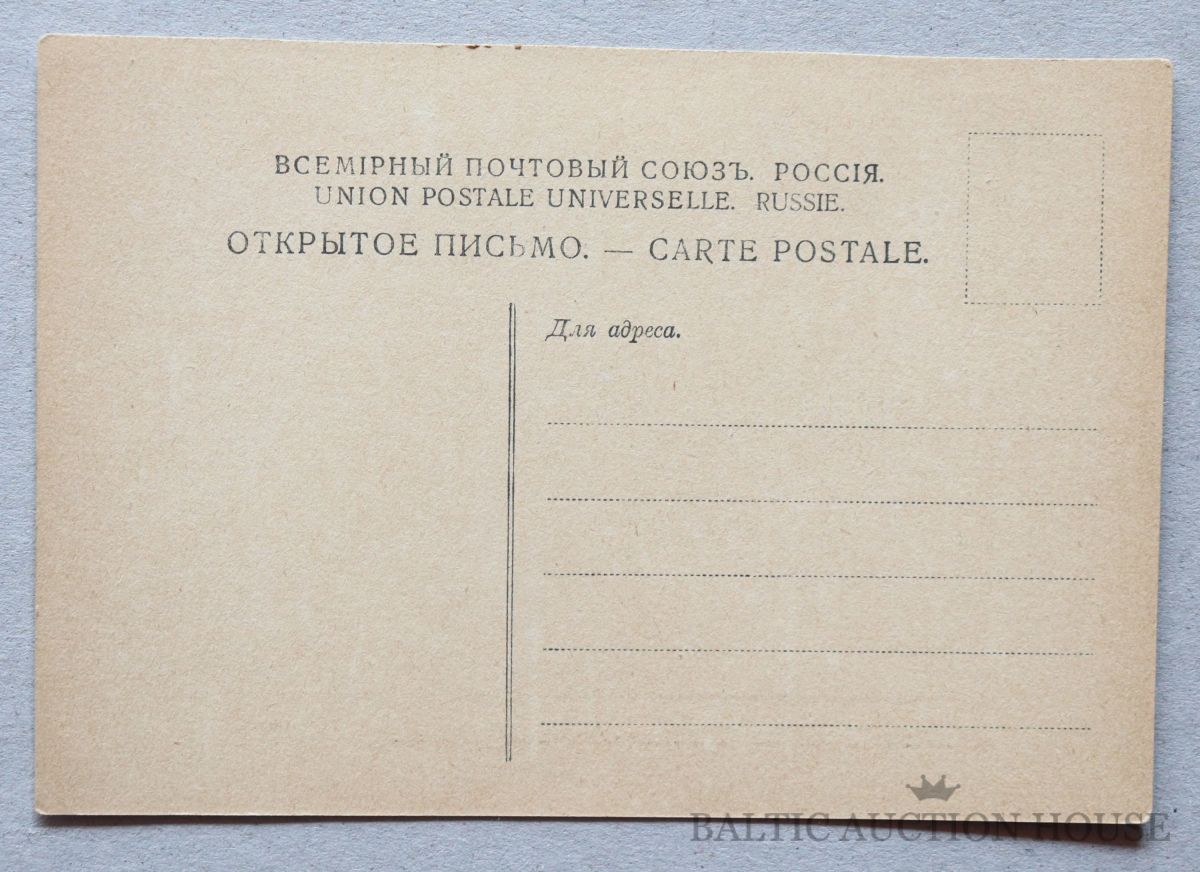 ВСЕМІРНЫЙ ПОЧТОВЫЙ СОЮЗЪ. РОССІЯ.
UNION POSTALE UNIVERSELLE. RUSSIE.
ОТКРЫТОЕ ПИСЬМО. — CARTE POSTALE.
Для адреса.
BALTIC AUCTION HOUSE